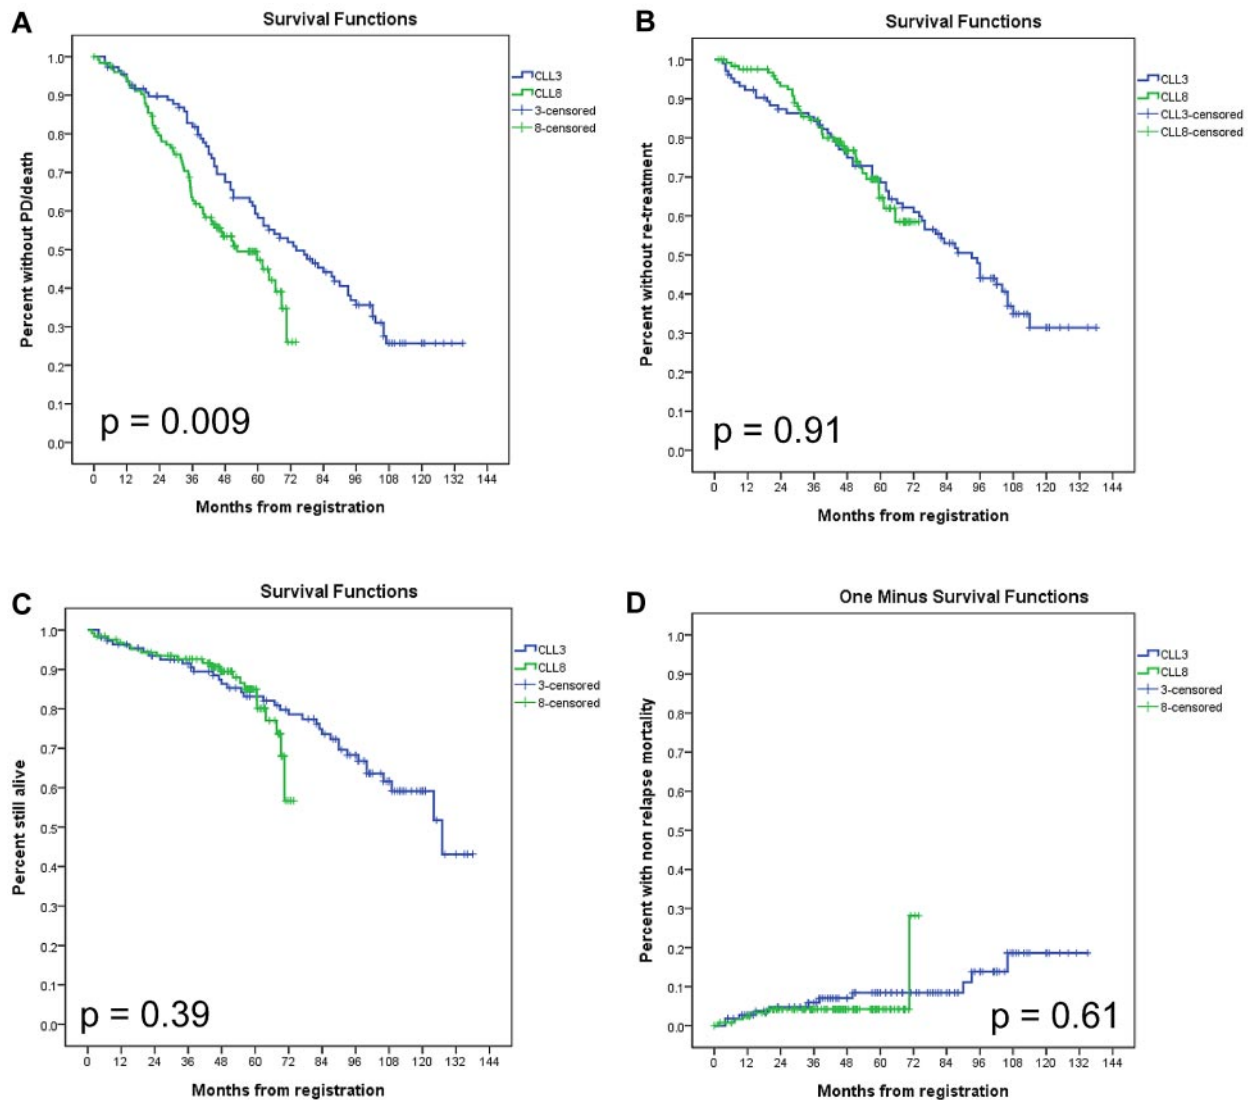 A
Survival Functions
Percent without PD/death
1.0
0.9
0.8
0.7
0.6
0.5
0.4
0.3
0.2
0.1
0.0
CLL3
CLL8
3-censored
8-censored
p = 0.009
0 12 24 36 48 60 72 84 96 108 120 132 144
Months from registration
B
Survival Functions
Percent without re-treatment
1.0
0.9
0.8
0.7
0.6
0.5
0.4
0.3
0.2
0.1
0.0
CLL3
CLL8
CLL3-censored
CLL8-censored
p = 0.91
0 12 24 36 48 60 72 84 96 108 120 132 144
Months from registration
C
Survival Functions
Percent still alive
1.0
0.9
0.8
0.7
0.6
0.5
0.4
0.3
0.2
0.1
0.0
CLL3
CLL8
3-censored
8-censored
p = 0.39
0 12 24 36 48 60 72 84 96 108 120 132 144
Months from registration
D
One Minus Survival Functions
Percent with non relapse mortality
1.0
0.9
0.8
0.7
0.6
0.5
0.4
0.3
0.2
0.1
0.0
CLL3
CLL8
3-censored
8-censored
p = 0.61
0 12 24 36 48 60 72 84 96 108 120 132 144
Months from registration